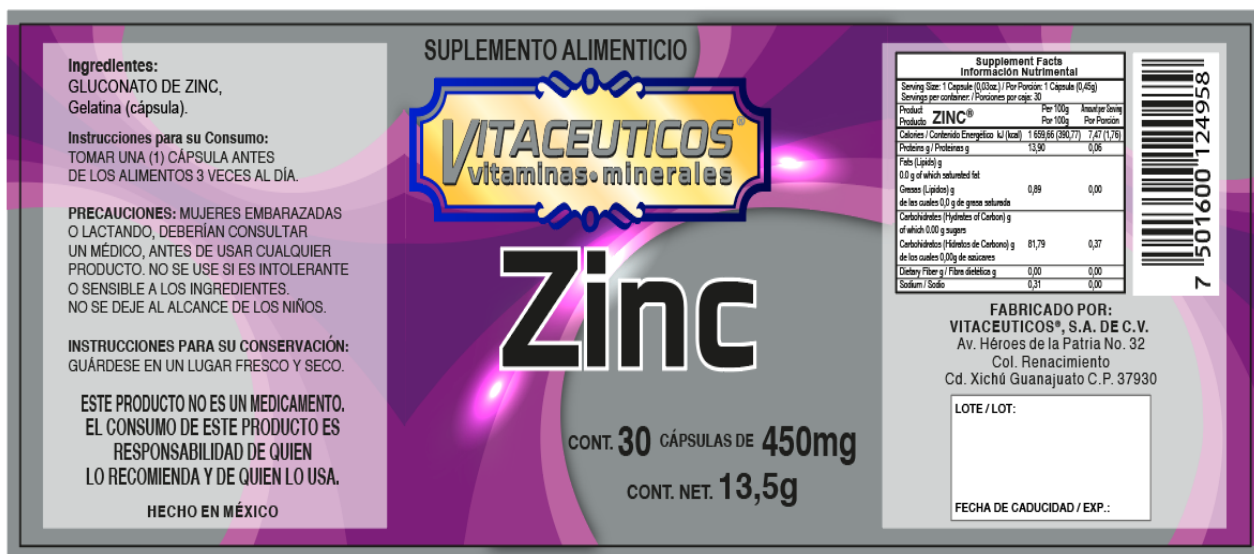 Ingredientes:
GLUCONATO DE ZINC,
Gelatina (cápsula).
Instrucciones para su Consumo:
TOMAR UNA (1) CÁPSULA ANTES
DE LOS ALIMENTOS 3 VECES AL DÍA.
PRECAUCIONES: MUJERES EMBARAZADAS
O LACTANDO, DEBERÍAN CONSULTAR
UN MÉDICO, ANTES DE USAR CUALQUIER
PRODUCTO. NO SE USE SI ES INTOLERANTE
O SENSIBLE A LOS INGREDIENTES.
NO SE DEJE AL ALCANCE DE LOS NIÑOS.
INSTRUCCIONES PARA SU CONSERVACIÓN:
GUÁRDESE EN UN LUGAR FRESCO Y SECO.
ESTE PRODUCTO NO ES UN MEDICAMENTO.
EL CONSUMO DE ESTE PRODUCTO ES
RESPONSABILIDAD DE QUIEN
LO RECOMIENDA Y DE QUIEN LO USA.
HECHO EN MÉXICO
SUPLEMENTO ALIMENTICIO
VITACEUTICOS®
vitaminas•minerales
Zinc
CONT. 30 CÁPSULAS DE 450mg
CONT. NET. 13,5g
Supplement Facts
Información Nutrimental
Serving Size: 1 Capsule (0,03oz.) / Por Porción: 1 Cápsula (0,45g)
Servings per container: / Porciones por caja: 30
Product Per 100g Amount per Serving
Producto ZINC® Por 100g Por Porción
Calories / Contenido Energético kJ (kcal) 1 659,66 (390,77) 7,47 (1,76)
Proteins g / Proteínas g 13,90 0,06
Fats (Lipids) g
0.0 g of which saturated fat
Grasas (Lípidos) g 0,89 0,00
de las cuales 0,0 g de grasa saturada
Carbohidrates (Hydrates of Carbon) g
of which 0.00 g sugars
Carbohidratos (Hidratos de Carbono) g 81,79 0,37
de los cuales 0,00g de azúcares
Dietary Fiber g / Fibra dietética g 0,00 0,00
Sodium / Sodio 0,31 0,00
7 501600 124958
FABRICADO POR:
VITACEUTICOS®, S.A. DE C.V.
Av. Héroes de la Patria No. 32
Col. Renacimiento
Cd. Xichú Guanajuato C.P. 37930
LOTE / LOT:
FECHA DE CADUCIDAD / EXP.: